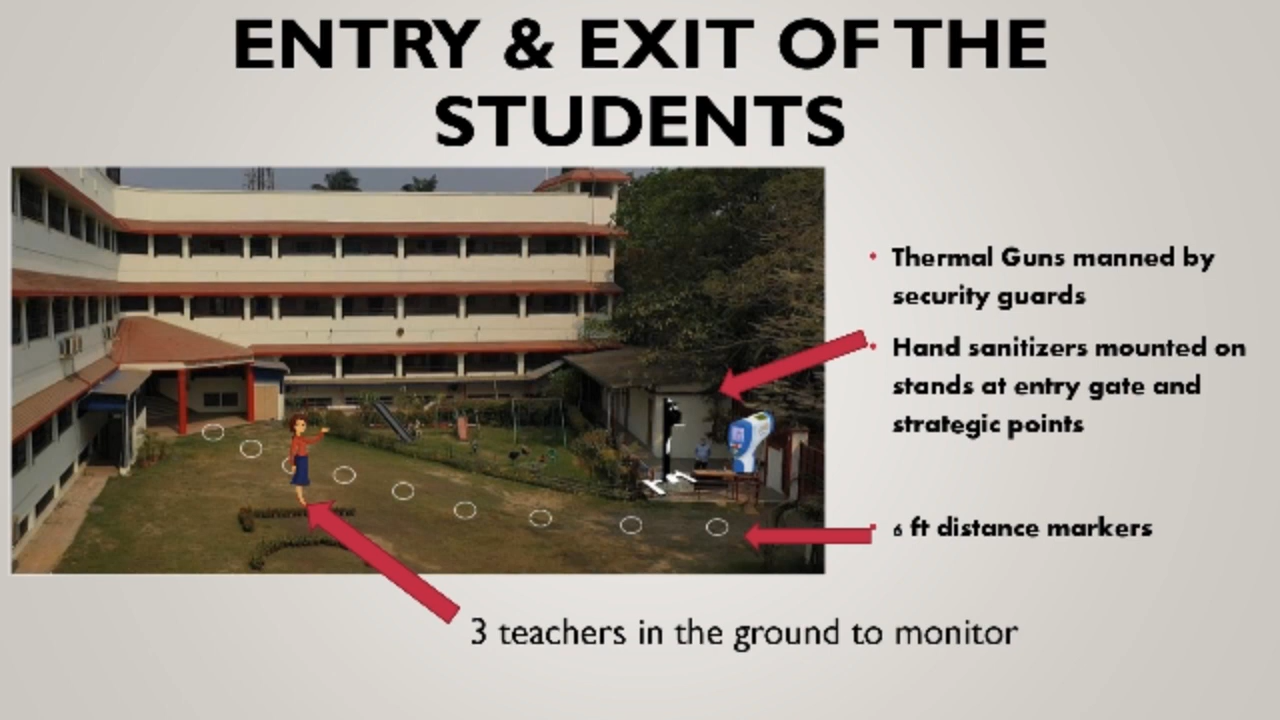 ENTRY & EXIT OF THE
STUDENTS
• Thermal Guns manned by
security guards
• Hand sanitizers mounted on
stands at entry gate and
strategic points
• 6 ft distance markers
3 teachers in the ground to monitor